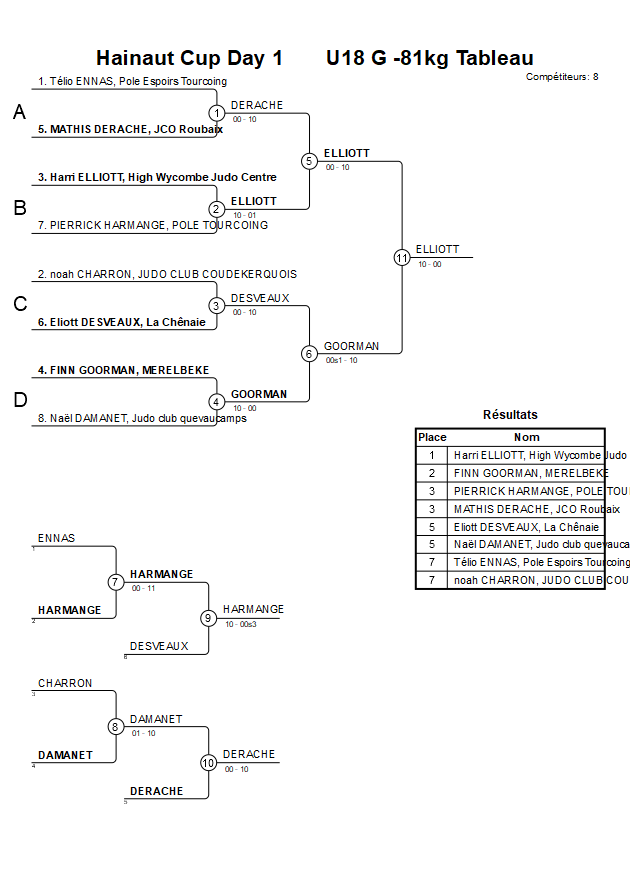 Hainaut Cup Day 1 U18 G -81kg Tableau
Compétiteurs: 8
1. Télio ENNAS, Pole Espoirs Tourcoing
A
1
DERACHE
00 - 10
5. MATHIS DERACHE, JCO Roubaix
5
ELLIOTT
00 - 10
3. Harri ELLIOTT, High Wycombe Judo Centre
B
2
ELLIOTT
10 - 01
7. PIERRICK HARMANGE, POLE TOURCOING
11
ELLIOTT
10 - 00
2. noah CHARRON, JUDO CLUB COUDEKERQUOIS
C
3
DESVEAUX
00 - 10
6. Eliott DESVEAUX, La Chênaie
6
GOORMAN
00s1 - 10
4. FINN GOORMAN, MERELBEKE
D
4
GOORMAN
10 - 00
8. Naël DAMANET, Judo club quevaucamps
Résultats
Place Nom
1 Harri ELLIOTT, High Wycombe Judo
2 FINN GOORMAN, MERELBEKE
3 PIERRICK HARMANGE, POLE TOU
3 MATHIS DERACHE, JCO Roubaix
5 Eliott DESVEAUX, La Chênaie
5 Naël DAMANET, Judo club quevauca
7 Télio ENNAS, Pole Espoirs Tourcoing
7 noah CHARRON, JUDO CLUB COU
ENNAS
1
7
HARMANGE
00 - 11
HARMANGE
2
9
HARMANGE
10 - 00s3
DESVEAUX
6
CHARRON
3
8
DAMANET
01 - 10
DAMANET
4
10
DERACHE
00 - 10
DERACHE
5